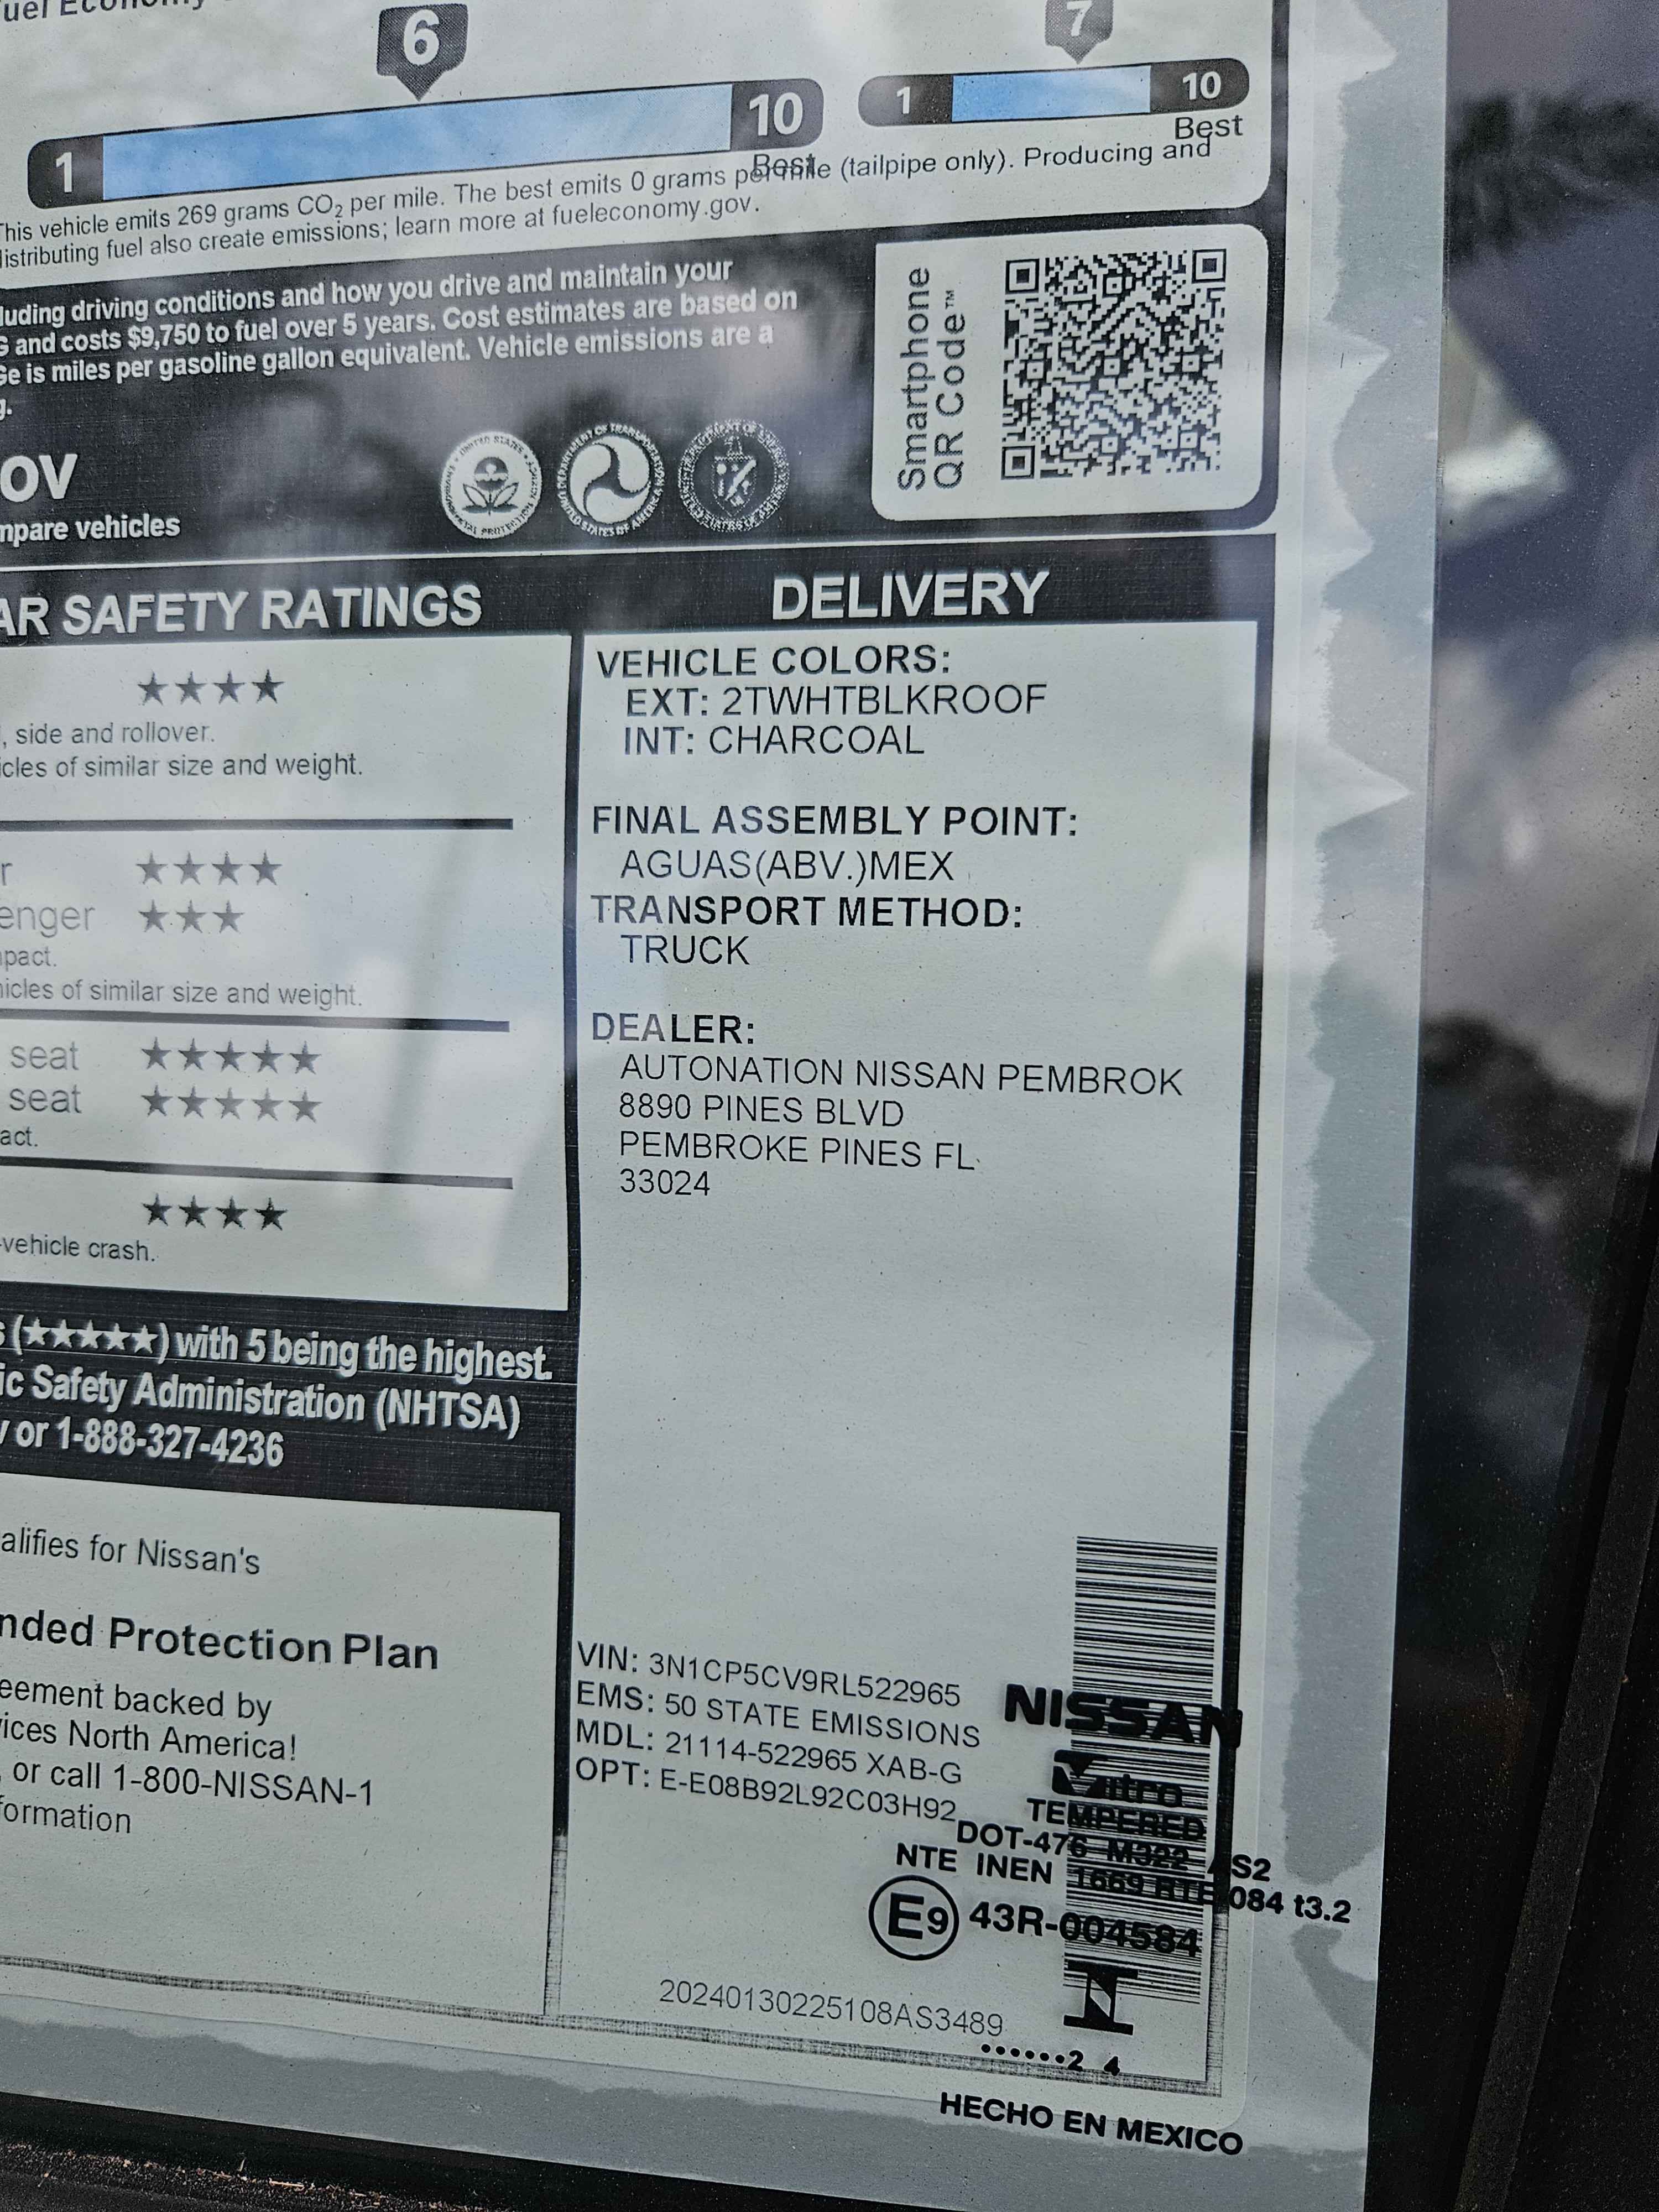 uel Economy
6
7
1
10
Best
1
10
Best
This vehicle emits 269 grams CO2 per mile. The best emits 0 grams per mile (tailpipe only). Producing and
distributing fuel also create emissions; learn more at fueleconomy.gov.
luding driving conditions and how you drive and maintain your
and costs $9,750 to fuel over 5 years. Cost estimates are based on
Ge is miles per gasoline gallon equivalent. Vehicle emissions are a
g.
Smartphone
QR Code™
ov
mpare vehicles
AR SAFETY RATINGS
★★★★
, side and rollover.
icles of similar size and weight.
r ★★★★
enger ★★★
pact.
hicles of similar size and weight.
seat ★★★★★
seat ★★★★★
act.
★★★★
-vehicle crash.
s (★★★★★) with 5 being the highest.
ic Safety Administration (NHTSA)
v or 1-888-327-4236
alifies for Nissan's
nded Protection Plan
eement backed by
ices North America!
, or call 1-800-NISSAN-1
formation
DELIVERY
VEHICLE COLORS:
EXT: 2TWHTBLKROOF
INT: CHARCOAL
FINAL ASSEMBLY POINT:
AGUAS(ABV.)MEX
TRANSPORT METHOD:
TRUCK
DEALER:
AUTONATION NISSAN PEMBROK
8890 PINES BLVD
PEMBROKE PINES FL
33024
VIN: 3N1CP5CV9RL522965
EMS: 50 STATE EMISSIONS
MDL: 21114-522965 XAB-G
OPT: E-E08B92L92C03H92
NISSAN
Vitro
TEMPERED
DOT-476 M322 AS2
NTE INEN 1669 RTE 084 t3.2
E9 43R-004584
20240130225108AS3489
••••••2 4
HECHO EN MEXICO